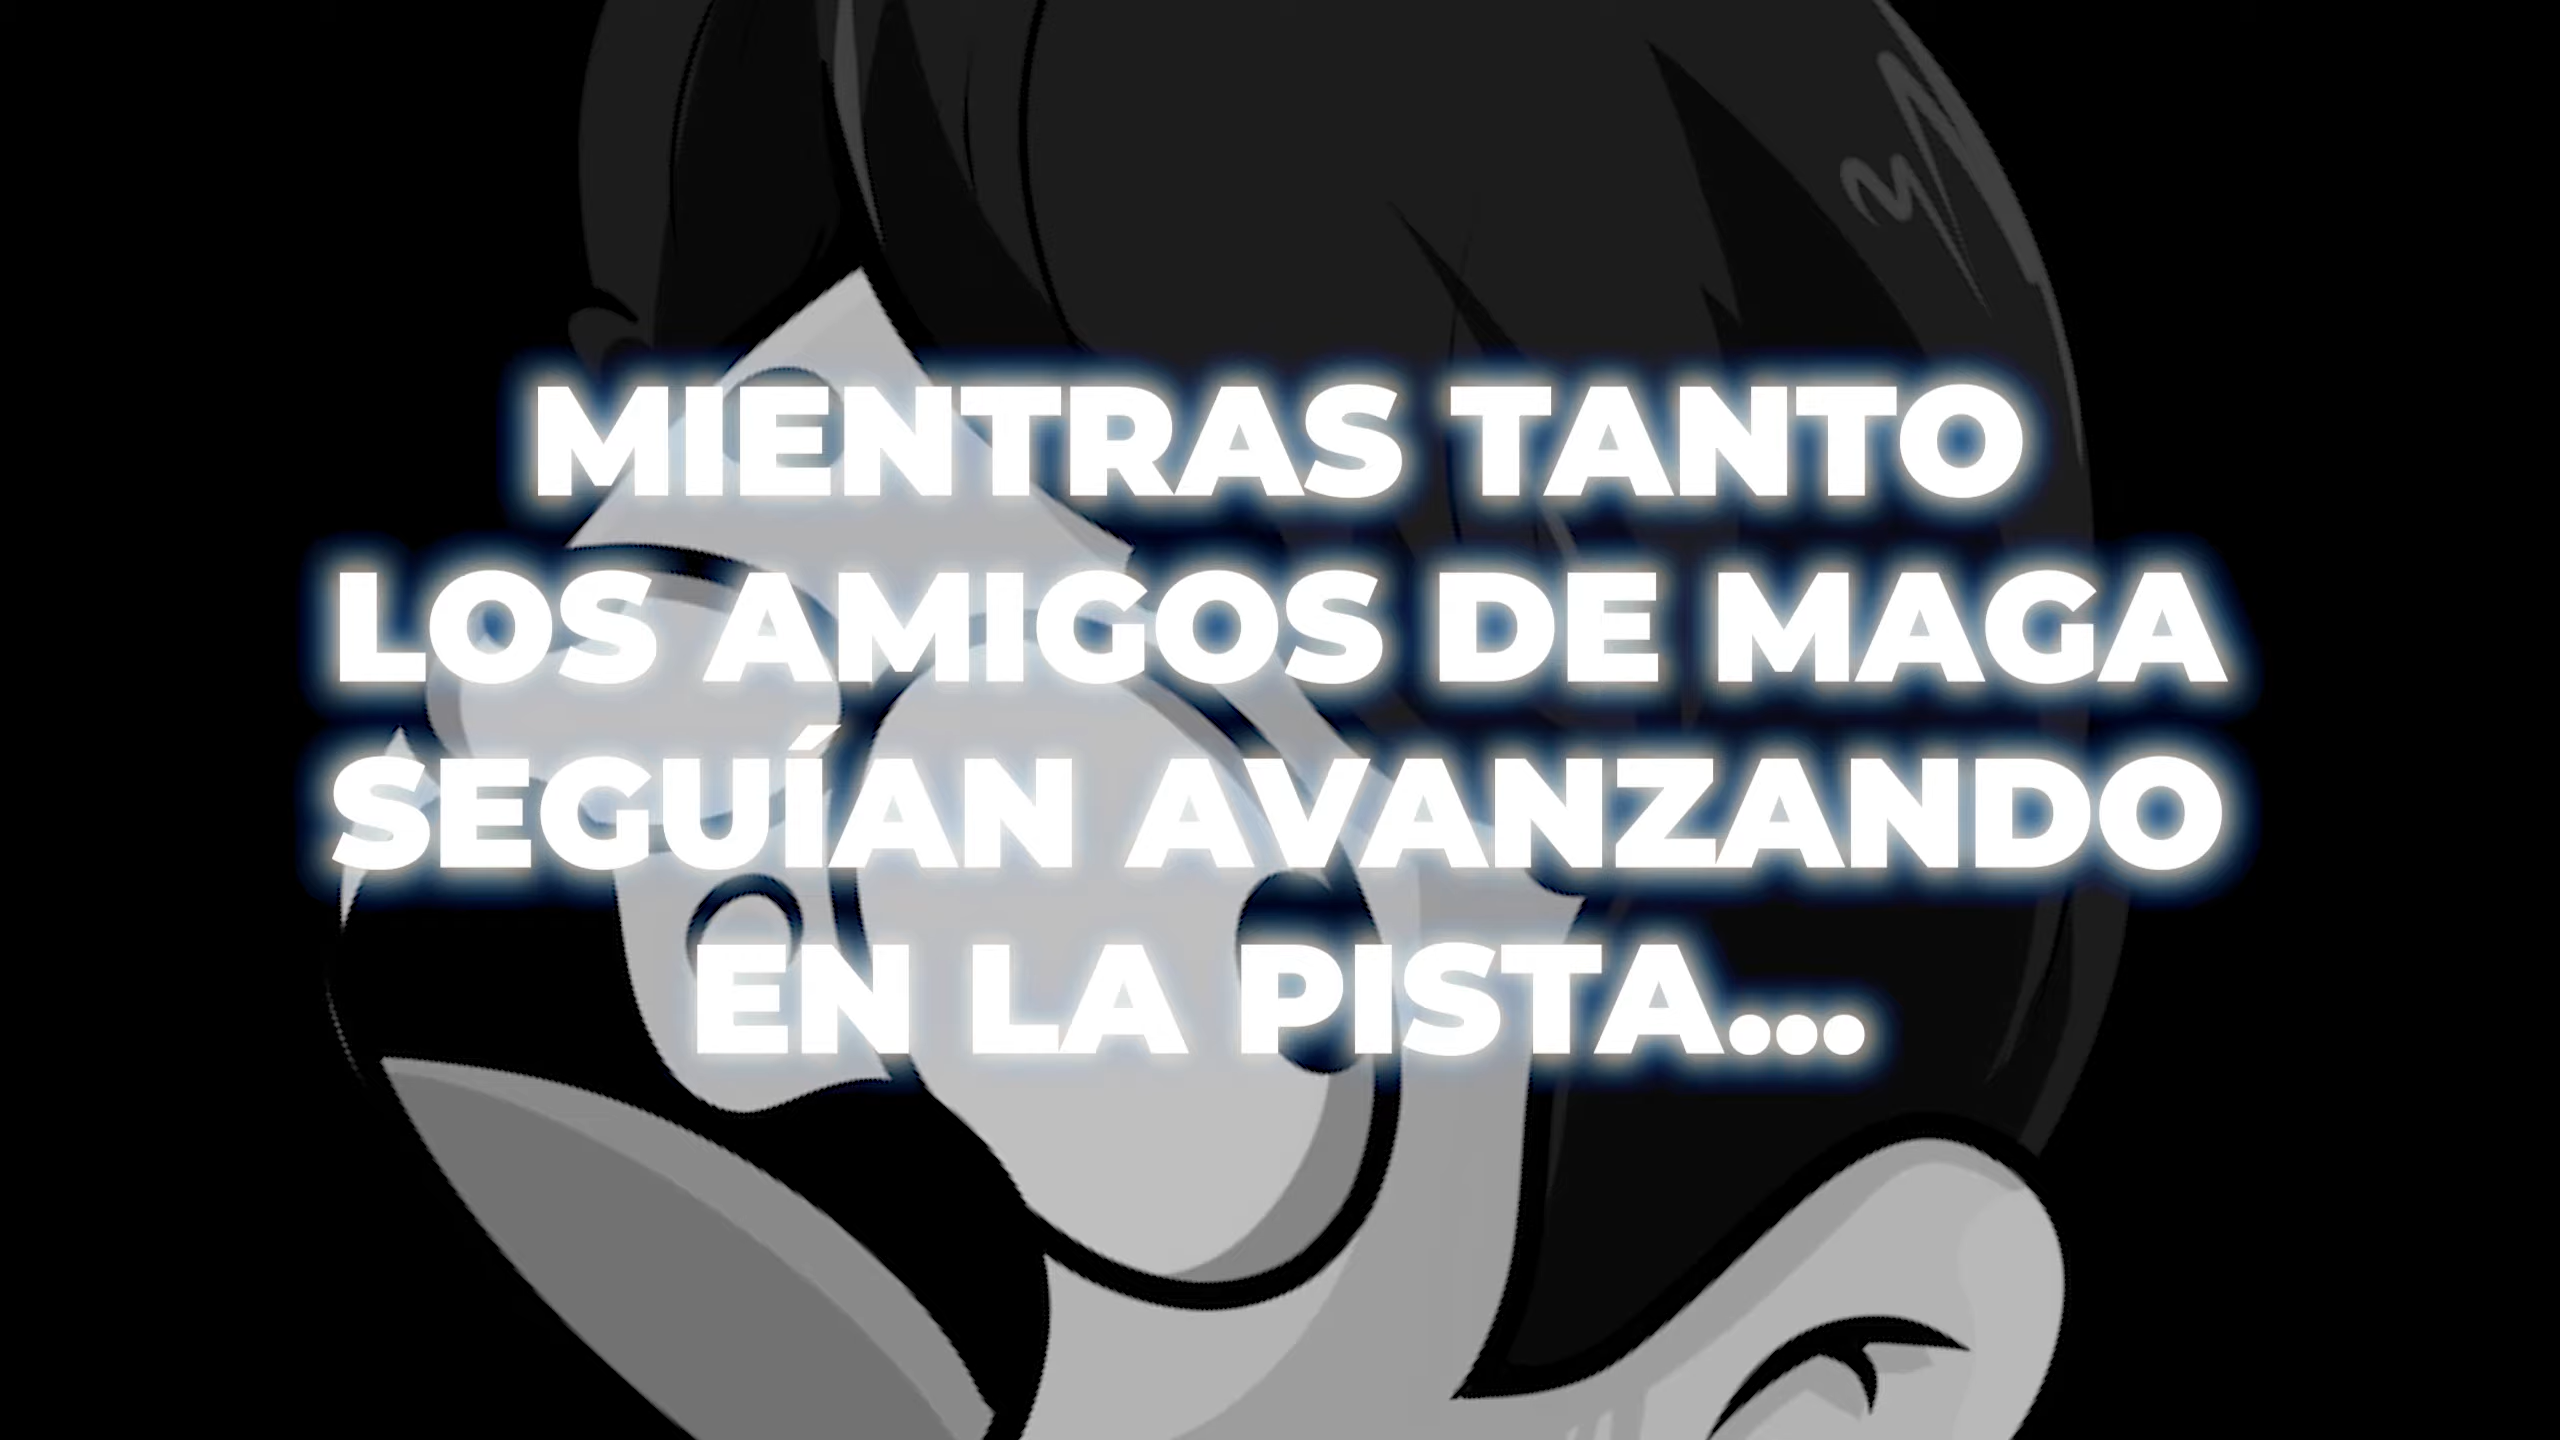 MIENTRAS TANTO
LOS AMIGOS DE MAGA
SEGUÍAN AVANZANDO
EN LA PISTA...